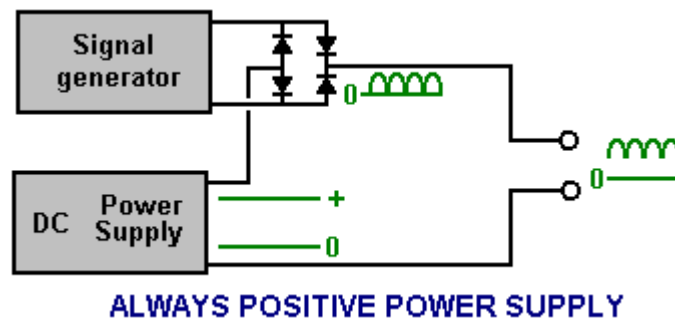 Signal
generator
0
0
DC Power
Supply
+
0
ALWAYS POSITIVE POWER SUPPLY